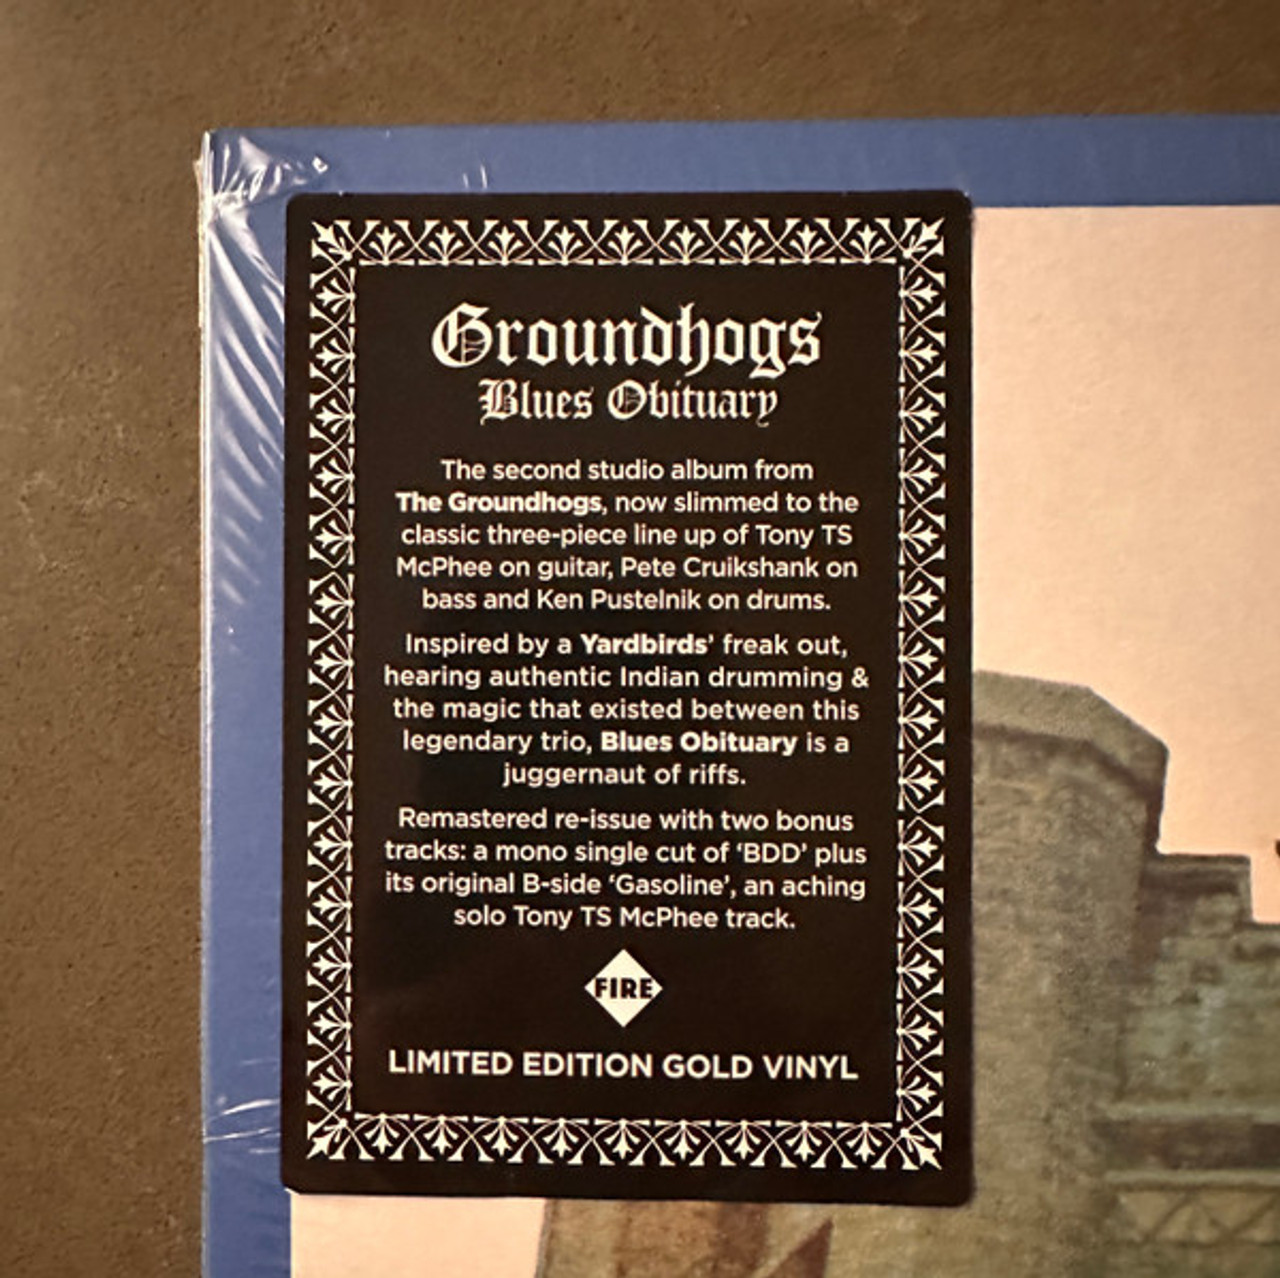 Groundhogs
Blues Obituary
The second studio album from
The Groundhogs, now slimmed to the
classic three-piece line up of Tony TS
McPhee on guitar, Pete Cruikshank on
bass and Ken Pustelnik on drums.
Inspired by a Yardbirds’ freak out,
hearing authentic Indian drumming &
the magic that existed between this
legendary trio, Blues Obituary is a
juggernaut of riffs.
Remastered re-issue with two bonus
tracks: a mono single cut of ‘BDD’ plus
its original B-side ‘Gasoline’, an aching
solo Tony TS McPhee track.
FIRE
LIMITED EDITION GOLD VINYL